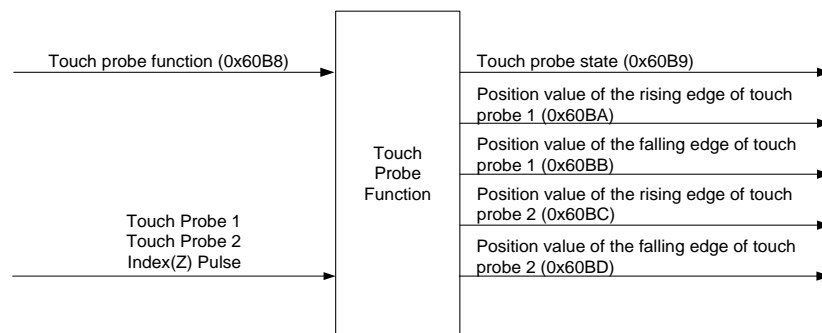 Touch probe function (0x60B8)
Touch Probe 1
Touch Probe 2
Index(Z) Pulse
Touch
Probe
Function
Touch probe state (0x60B9)
Position value of the rising edge of touch
probe 1 (0x60BA)
Position value of the falling edge of touch
probe 1 (0x60BB)
Position value of the rising edge of touch
probe 2 (0x60BC)
Position value of the falling edge of touch
probe 2 (0x60BD)